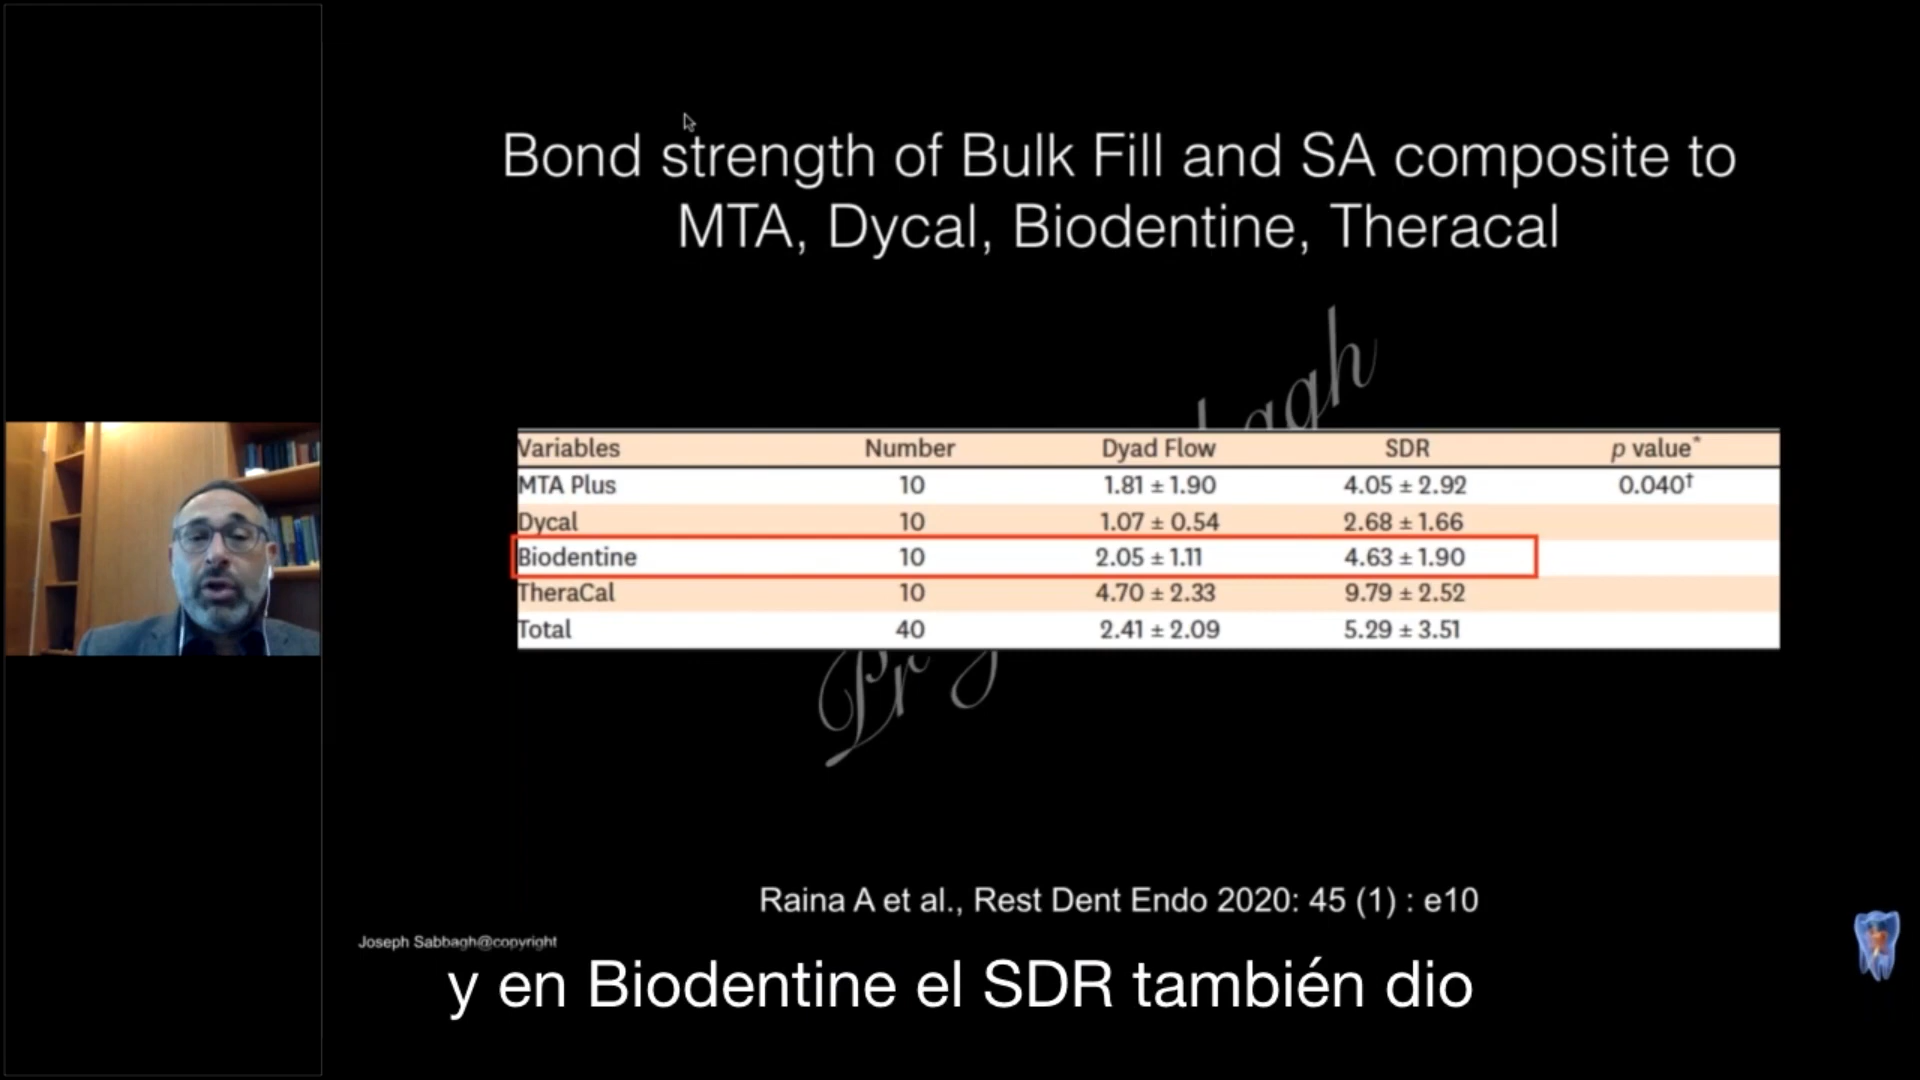 Bond strength of Bulk Fill and SA composite to
MTA, Dycal, Biodentine, Theracal
Variables Number Dyad Flow SDR p value*
MTA Plus 10 1.81 ± 1.90 4.05 ± 2.92 0.040†
Dycal 10 1.07 ± 0.54 2.68 ± 1.66
Biodentine 10 2.05 ± 1.11 4.63 ± 1.90
TheraCal 10 4.70 ± 2.33 9.79 ± 2.52
Total 40 2.41 ± 2.09 5.29 ± 3.51
Raina A et al., Rest Dent Endo 2020: 45 (1) : e10
Joseph Sabbagh@copyright
y en Biodentine el SDR también dio